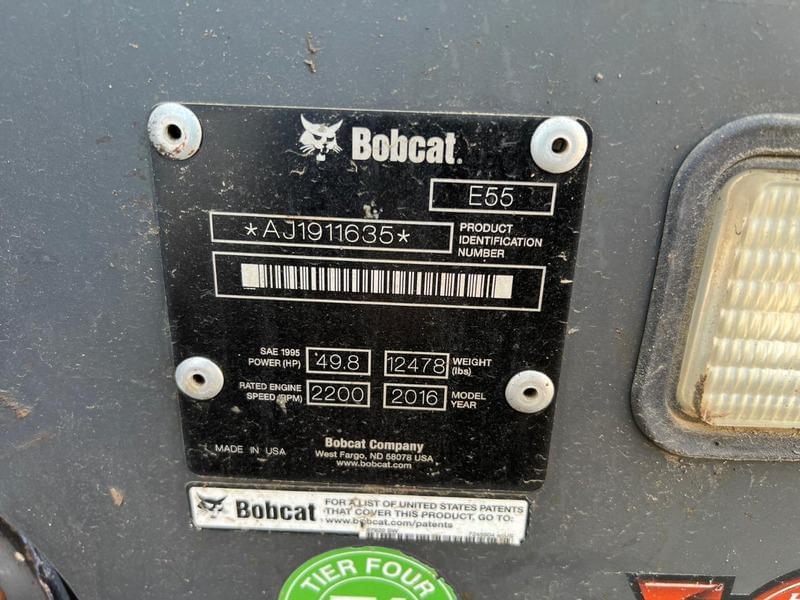 Bobcat.
E55
*AJ1911635*
PRODUCT
IDENTIFICATION
NUMBER
SAE 1995
POWER (HP)
49.8
12478
WEIGHT
(lbs)
RATED ENGINE
SPEED (RPM)
2200
2016
MODEL
YEAR
MADE IN USA
Bobcat Company
West Fargo, ND 58078 USA
www.bobcat.com
Bobcat
FOR A LIST OF UNITED STATES PATENTS
THAT COVER THIS PRODUCT, GO TO:
www.bobcat.com/patents
TIER FOUR